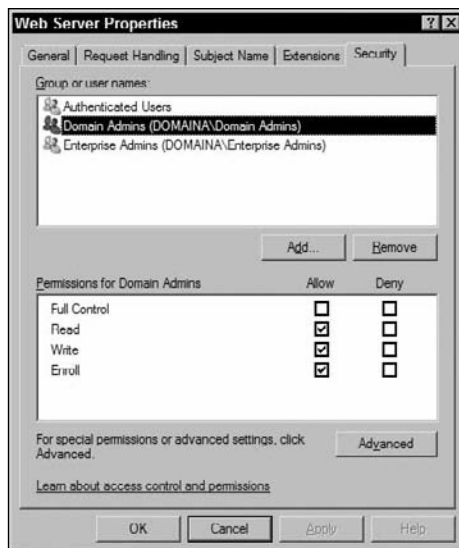 Web Server Properties
General Request Handling Subject Name Extensions Security
Group or user names:
Authenticated Users
Domain Admins (DOMAINA\Domain Admins)
Enterprise Admins (DOMAINA\Enterprise Admins)
Add... Remove
Permissions for Domain Admins Allow Deny
Full Control
Read
Write
Enroll
For special permissions or advanced settings, click
Advanced.
Advanced
Learn about access control and permissions
OK Cancel Apply Help